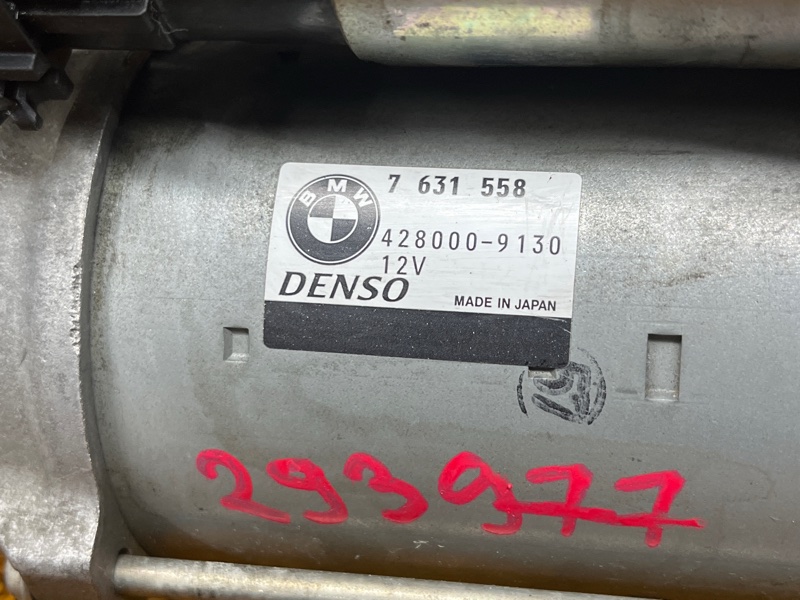 BMW
7 631 558
428000-9130
12V
DENSO
MADE IN JAPAN
293977